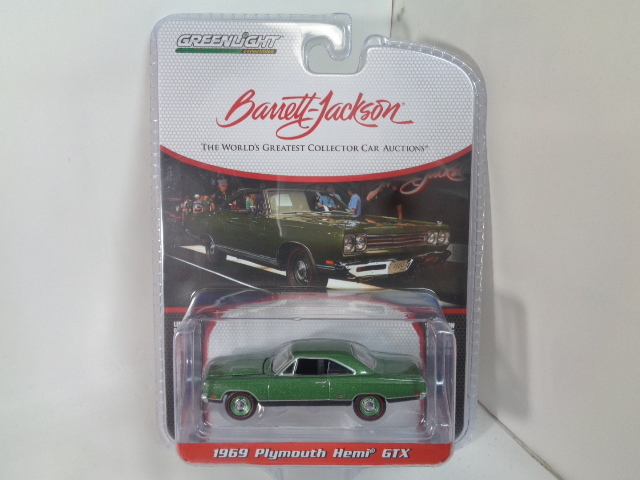 GREENLIGHT
Barrett-Jackson®
THE WORLD'S GREATEST COLLECTOR CAR AUCTIONS®
1969 Plymouth Hemi® GTX